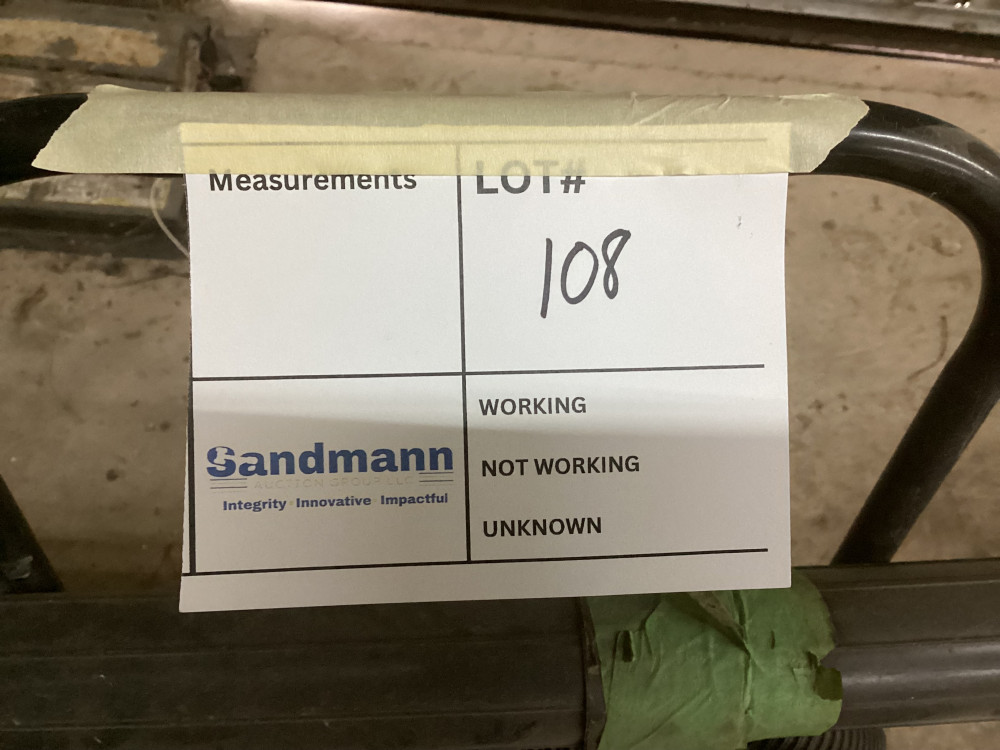 Measurements
LOT#
108
WORKING
NOT WORKING
UNKNOWN
Sandmann
AUCTION GROUP LLC
Integrity Innovative Impactful